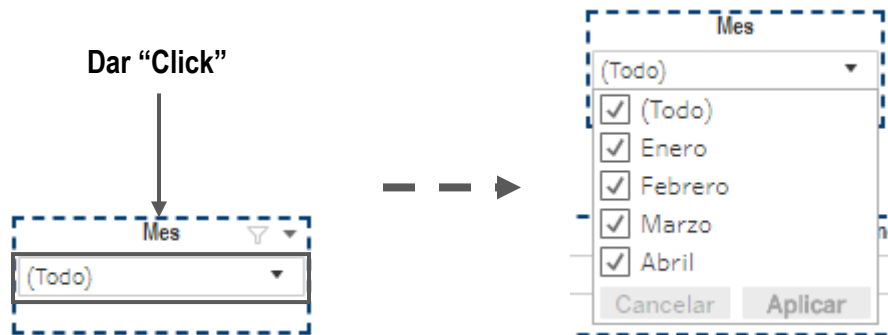 Dar “Click”
Mes
(Todo)
Mes
(Todo)
(Todo)
Enero
Febrero
Marzo
Abril
Cancelar Aplicar